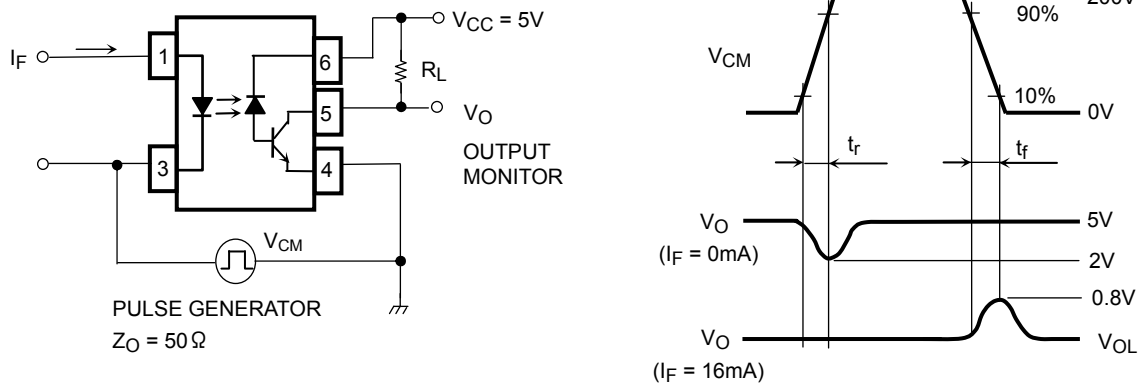 V_CC = 5V
I_F
1
6
R_L
5
V_O
3
4
OUTPUT
MONITOR
V_CM
PULSE GENERATOR
Z_O = 50Ω
90%
V_CM
10%
0V
t_r
t_f
V_O
5V
(I_F = 0mA)
2V
0.8V
V_O
V_OL
(I_F = 16mA)